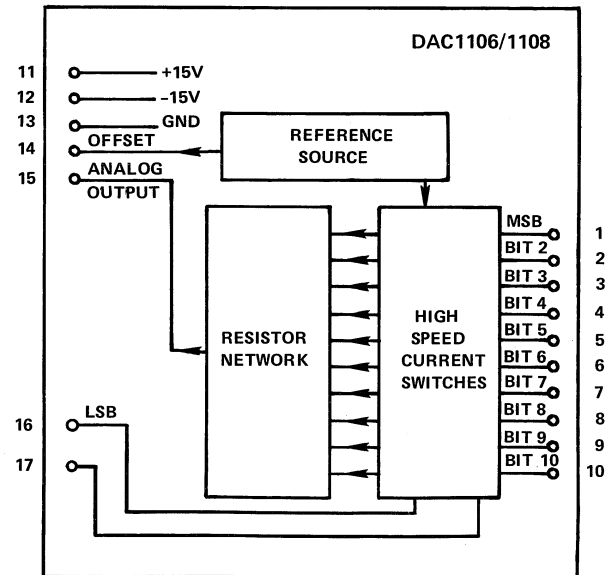 DAC1106/1108
11 +15V
12 –15V
13 GND
14 OFFSET
15 ANALOG
OUTPUT
REFERENCE
SOURCE
MSB 1
BIT 2 2
BIT 3 3
BIT 4 4
BIT 5 5
BIT 6 6
BIT 7 7
BIT 8 8
BIT 9 9
BIT 10 10
RESISTOR
NETWORK
HIGH
SPEED
CURRENT
SWITCHES
16 LSB
17